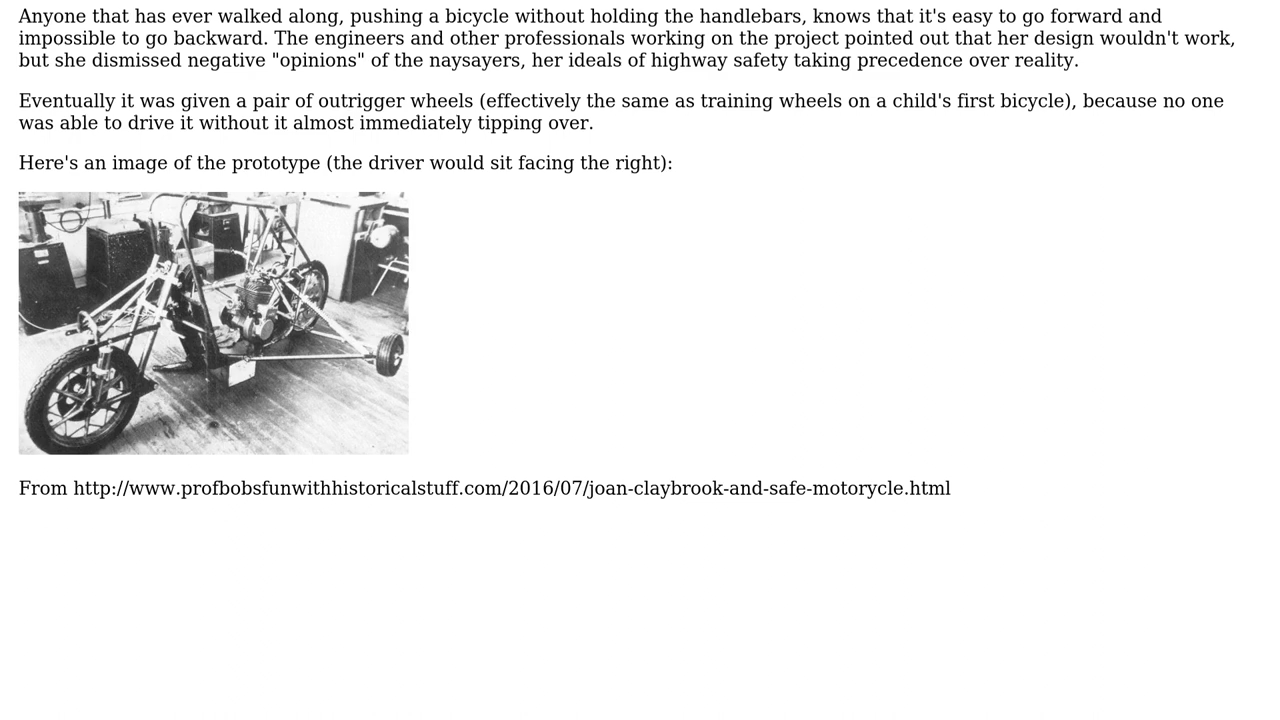 Anyone that has ever walked along, pushing a bicycle without holding the handlebars, knows that it's easy to go forward and
impossible to go backward. The engineers and other professionals working on the project pointed out that her design wouldn't work,
but she dismissed negative "opinions" of the naysayers, her ideals of highway safety taking precedence over reality.
Eventually it was given a pair of outrigger wheels (effectively the same as training wheels on a child's first bicycle), because no one
was able to drive it without it almost immediately tipping over.
Here's an image of the prototype (the driver would sit facing the right):
From http://www.profbobsfunwithhistoricalstuff.com/2016/07/joan-claybrook-and-safe-motorycle.html